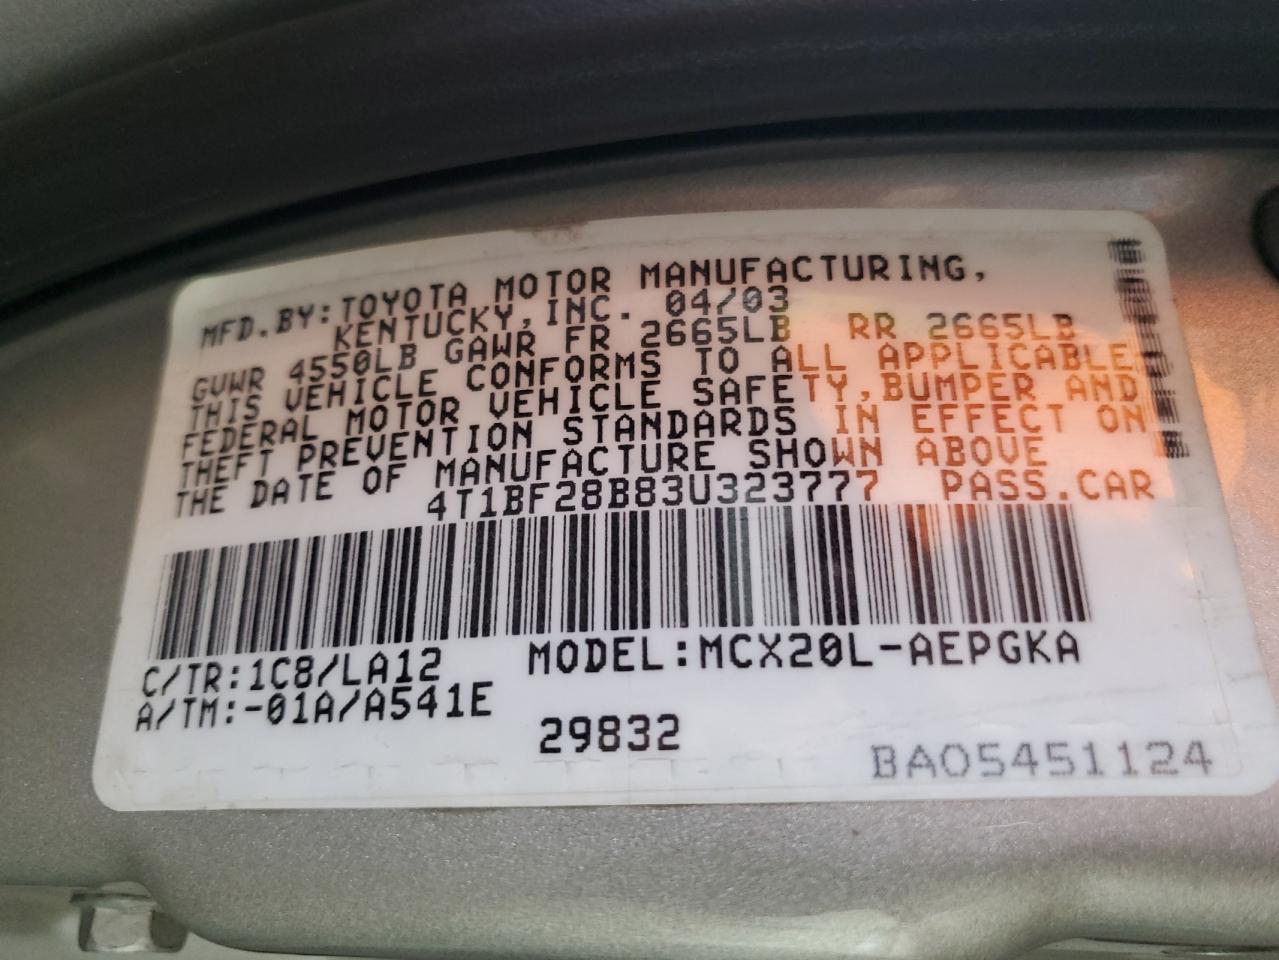 MFD.BY:TOYOTA MOTOR MANUFACTURING,
KENTUCKY,INC. 04/03
GVWR 4550LB GAWR FR 2665LB RR 2665LB
THIS VEHICLE CONFORMS TO ALL APPLICABLE
FEDERAL MOTOR VEHICLE SAFETY,BUMPER AND
THEFT PREVENTION STANDARDS IN EFFECT ON
THE DATE OF MANUFACTURE SHOWN ABOVE
4T1BF28B83U323777 PASS.CAR
C/TR:1C8/LA12 MODEL:MCX20L-AEPGKA
A/TM:-01A/A541E
29832
BA05451124